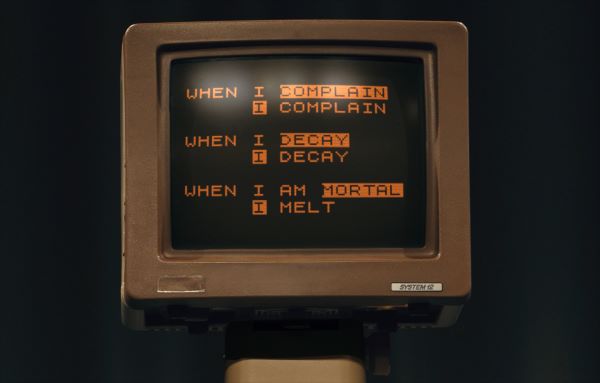 WHEN I COMPLAIN
I COMPLAIN
WHEN I DECAY
I DECAY
WHEN I AM MORTAL
I MELT
SYSTEM 12